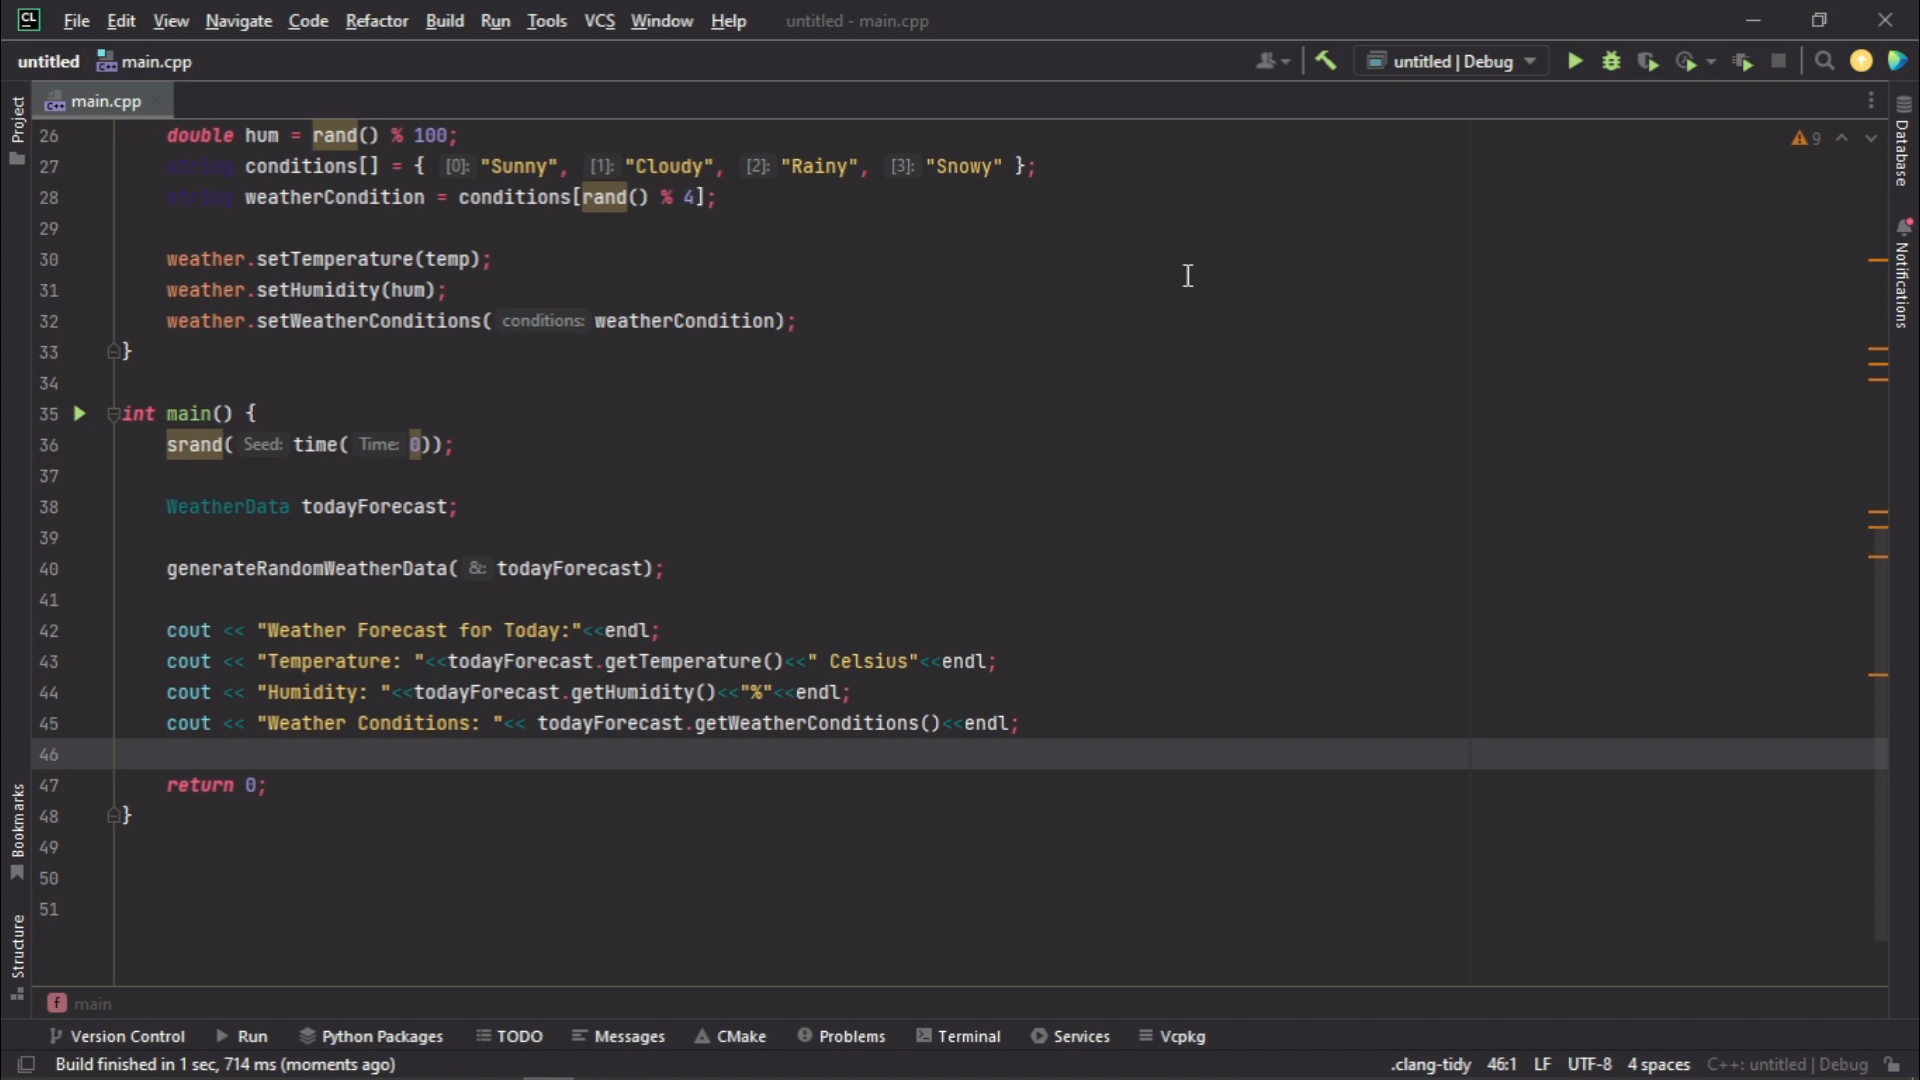 CL File Edit View Navigate Code Refactor Build Run Tools VCS Window Help untitled - main.cpp
untitled main.cpp untitled | Debug
main.cpp
Project
Bookmarks
Structure
Database
Notifications
9
26 double hum = rand() % 100;
27 string conditions[] = { [0]: "Sunny", [1]: "Cloudy", [2]: "Rainy", [3]: "Snowy" };
28 string weatherCondition = conditions[rand() % 4];
29
30 weather.setTemperature(temp);
31 weather.setHumidity(hum);
32 weather.setWeatherConditions( conditions: weatherCondition);
33 }
34
35 int main() {
36 srand( Seed: time( Time: 0));
37
38 WeatherData todayForecast;
39
40 generateRandomWeatherData( &: todayForecast);
41
42 cout << "Weather Forecast for Today:"<<endl;
43 cout << "Temperature: "<<todayForecast.getTemperature()<<" Celsius"<<endl;
44 cout << "Humidity: "<<todayForecast.getHumidity()<<"%"<<endl;
45 cout << "Weather Conditions: "<< todayForecast.getWeatherConditions()<<endl;
46
47 return 0;
48 }
49
50
51
f main
Version Control Run Python Packages TODO Messages CMake Problems Terminal Services Vcpkg
Build finished in 1 sec, 714 ms (moments ago) .clang-tidy 46:1 LF UTF-8 4 spaces C++: untitled | Debug